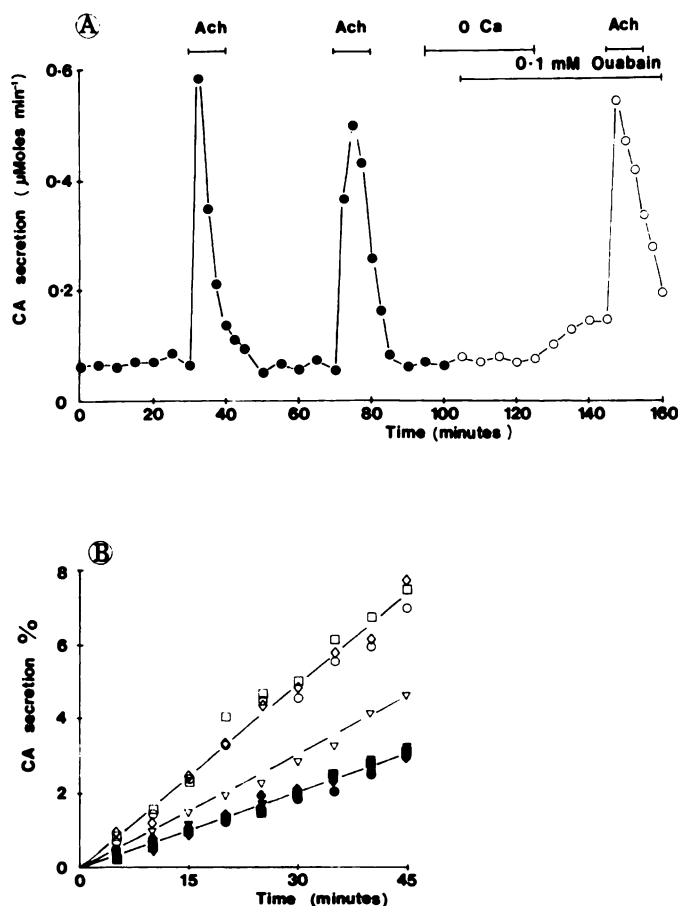 A
Ach
Ach
0 Ca
Ach
0·1 mM Ouabain
CA secretion ( μMoles min⁻¹)
0·6
0·4
0·2
0
0 20 40 60 80 100 120 140 160
Time (minutes )
B
CA secretion %
8
6
4
2
0
0 15 30 45
Time (minutes)